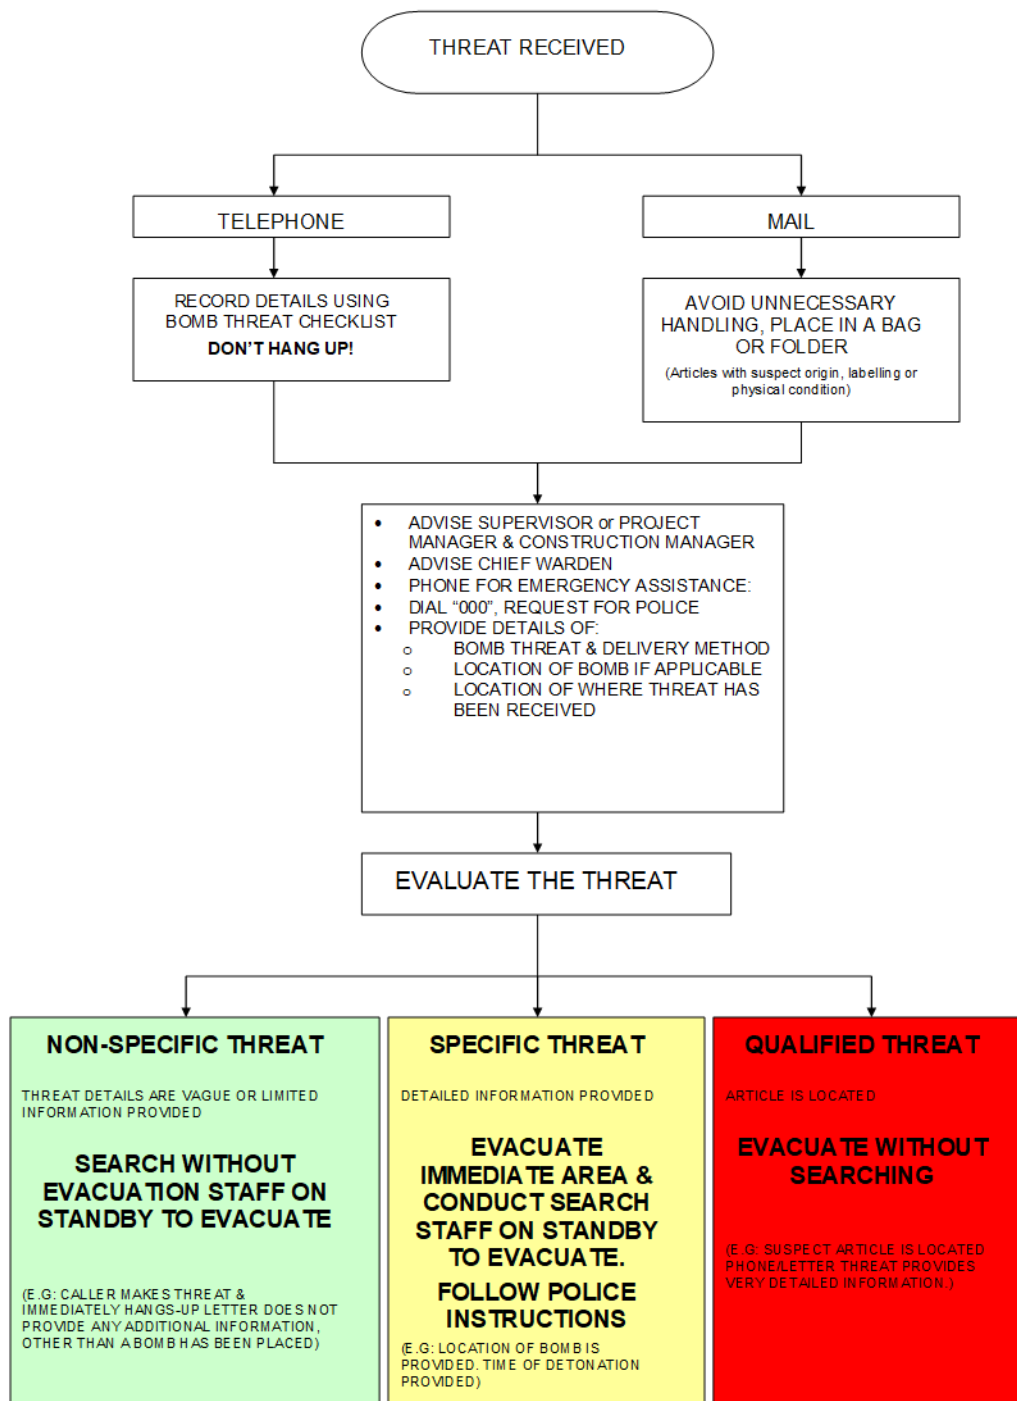 THREAT RECEIVED
TELEPHONE
MAIL
RECORD DETAILS USING
BOMB THREAT CHECKLIST
DON'T HANG UP!
AVOID UNNECESSARY
HANDLING, PLACE IN A BAG
OR FOLDER
(Articles with suspect origin, labelling or
physical condition)
• ADVISE SUPERVISOR or PROJECT
MANAGER & CONSTRUCTION MANAGER
• ADVISE CHIEF WARDEN
• PHONE FOR EMERGENCY ASSISTANCE:
• DIAL “000”, REQUEST FOR POLICE
• PROVIDE DETAILS OF:
o BOMB THREAT & DELIVERY METHOD
o LOCATION OF BOMB IF APPLICABLE
o LOCATION OF WHERE THREAT HAS
BEEN RECEIVED
EVALUATE THE THREAT
NON-SPECIFIC THREAT
THREAT DETAILS ARE VAGUE OR LIMITED
INFORMATION PROVIDED
SEARCH WITHOUT
EVACUATION STAFF ON
STANDBY TO EVACUATE
(E.G: CALLER MAKES THREAT &
IMMEDIATELY HANGS-UP LETTER DOES NOT
PROVIDE ANY ADDITIONAL INFORMATION,
OTHER THAN A BOMB HAS BEEN PLACED)
SPECIFIC THREAT
DETAILED INFORMATION PROVIDED
EVACUATE
IMMEDIATE AREA &
CONDUCT SEARCH
STAFF ON STANDBY
TO EVACUATE.
FOLLOW POLICE
INSTRUCTIONS
(E.G: LOCATION OF BOMB IS
PROVIDED. TIME OF DETONATION
PROVIDED)
QUALIFIED THREAT
ARTICLE IS LOCATED
EVACUATE WITHOUT
SEARCHING
(E.G: SUSPECT ARTICLE IS LOCATED
PHONE/LETTER THREAT PROVIDES
VERY DETAILED INFORMATION.)